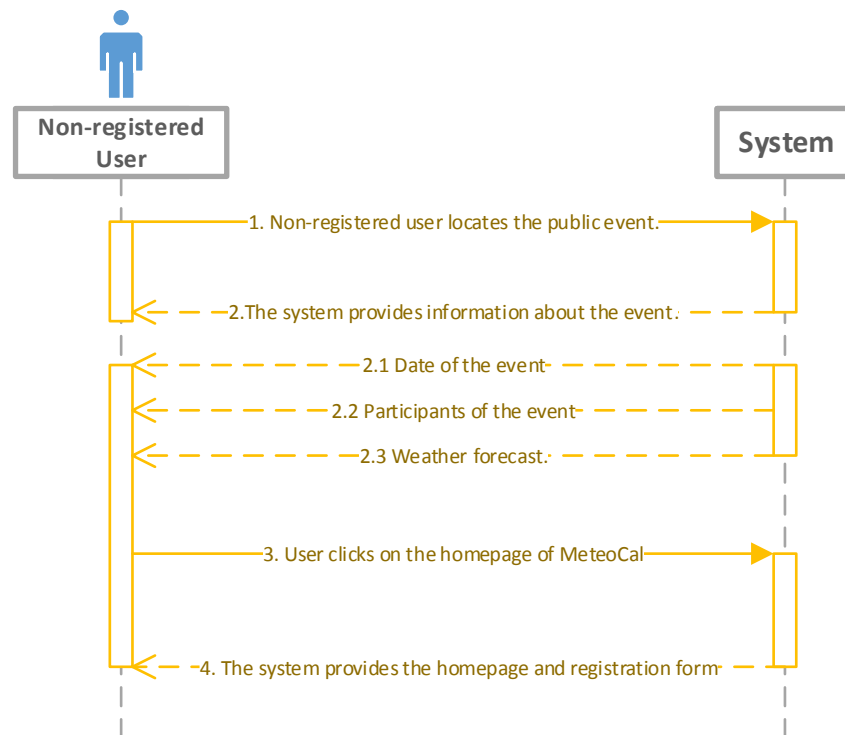 Non-registered
User
System
1. Non-registered user locates the public event.
2.The system provides information about the event.
2.1 Date of the event
2.2 Participants of the event
2.3 Weather forecast.
3. User clicks on the homepage of MeteoCal
4. The system provides the homepage and registration form